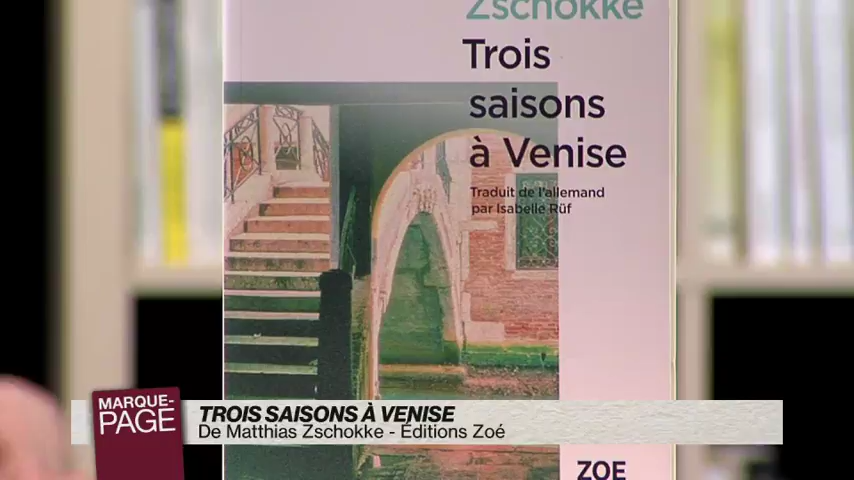 Zschokke
Trois
saisons
à Venise
Traduit de l'allemand
par Isabelle Rüf
MARQUE-
PAGE
TROIS SAISONS À VENISE
De Matthias Zschokke - Éditions Zoé
ZOE